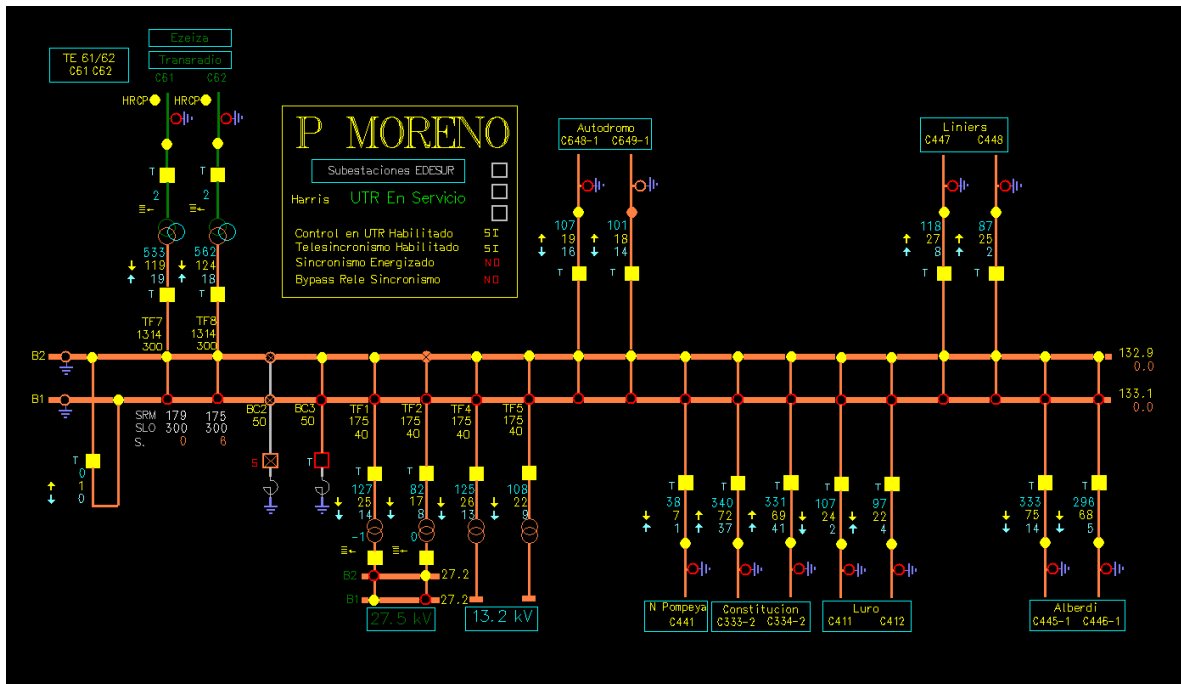 Ezeiza
TE 61/62
C61 C62
Transradio
C61 C62
HRCP HRCP
T T
2 2
533 562
119 124
19 18
T T
TF7 TF8
1314 1314
300 300
P MORENO
Subestaciones EDESUR
Harris UTR En Servicio
Control en UTR Habilitado SI
Telesincronismo Habilitado SI
Sincronismo Energizado NO
Bypass Rele Sincronismo NO
Autodromo
C648-1 C649-1
107 101
19 18
16 14
T T
Liniers
C447 C448
118 87
27 25
8 2
T T
B2 132.9
0.0
B1 133.1
0.0
SRM 179 175
SLO 300 300
S. 0 6
BC2 BC3 TF1 TF2 TF4 TF5
50 50 175 175 175 175
40 40 40 40
T
0
1
0
S T T T
127 82 125 108
25 17 26 22
14 8 13 9
-1 0
B2 27.2
B1 27.2
27.5 kV 13.2 kV
T T T T T
38 340 331 107 97
7 72 69 24 22
1 37 41 2 4
T T
333 296
75 68
14 5
N Pompeya
C441
Constitucion
C333-2 C334-2
Luro
C411 C412
Alberdi
C445-1 C446-1